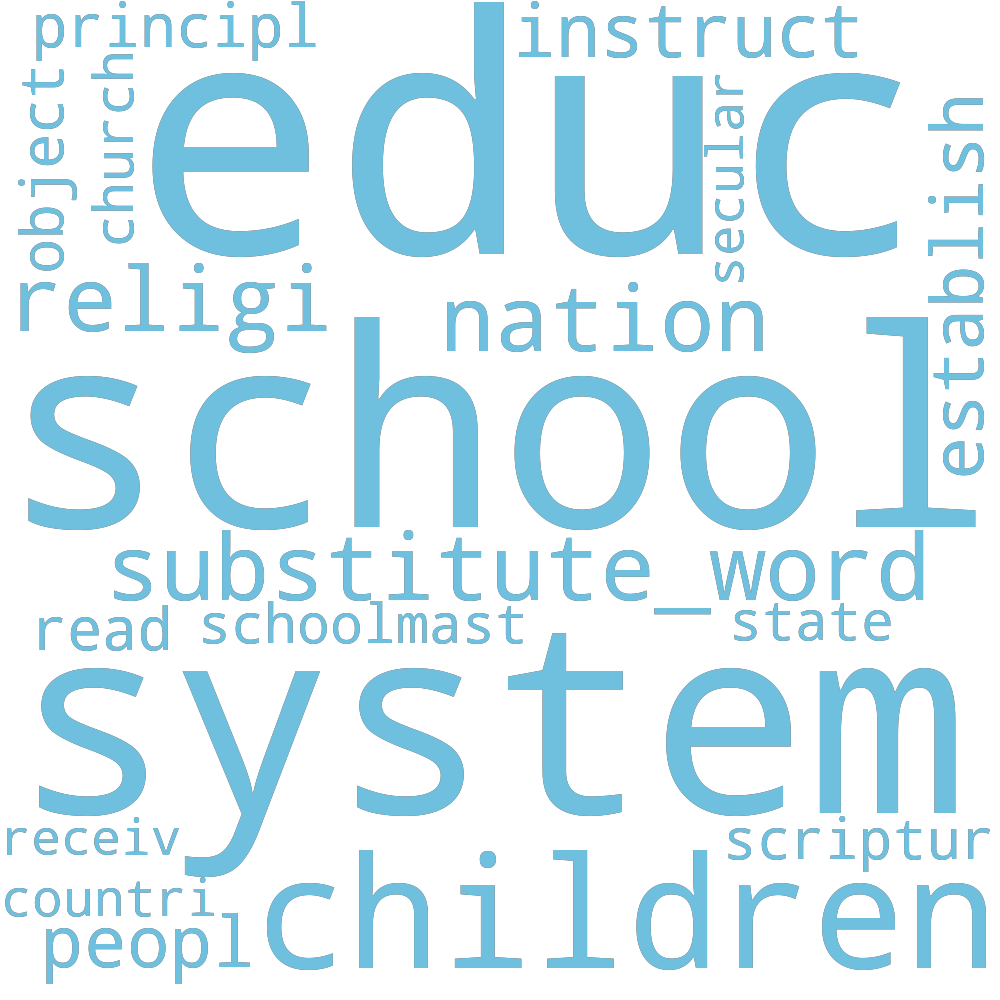 principl
instruct
educ
object
church
secular
establish
religi
nation
school
substitute_word
read
schoolmast
state
system
receiv
scriptur
countri
children
peopl